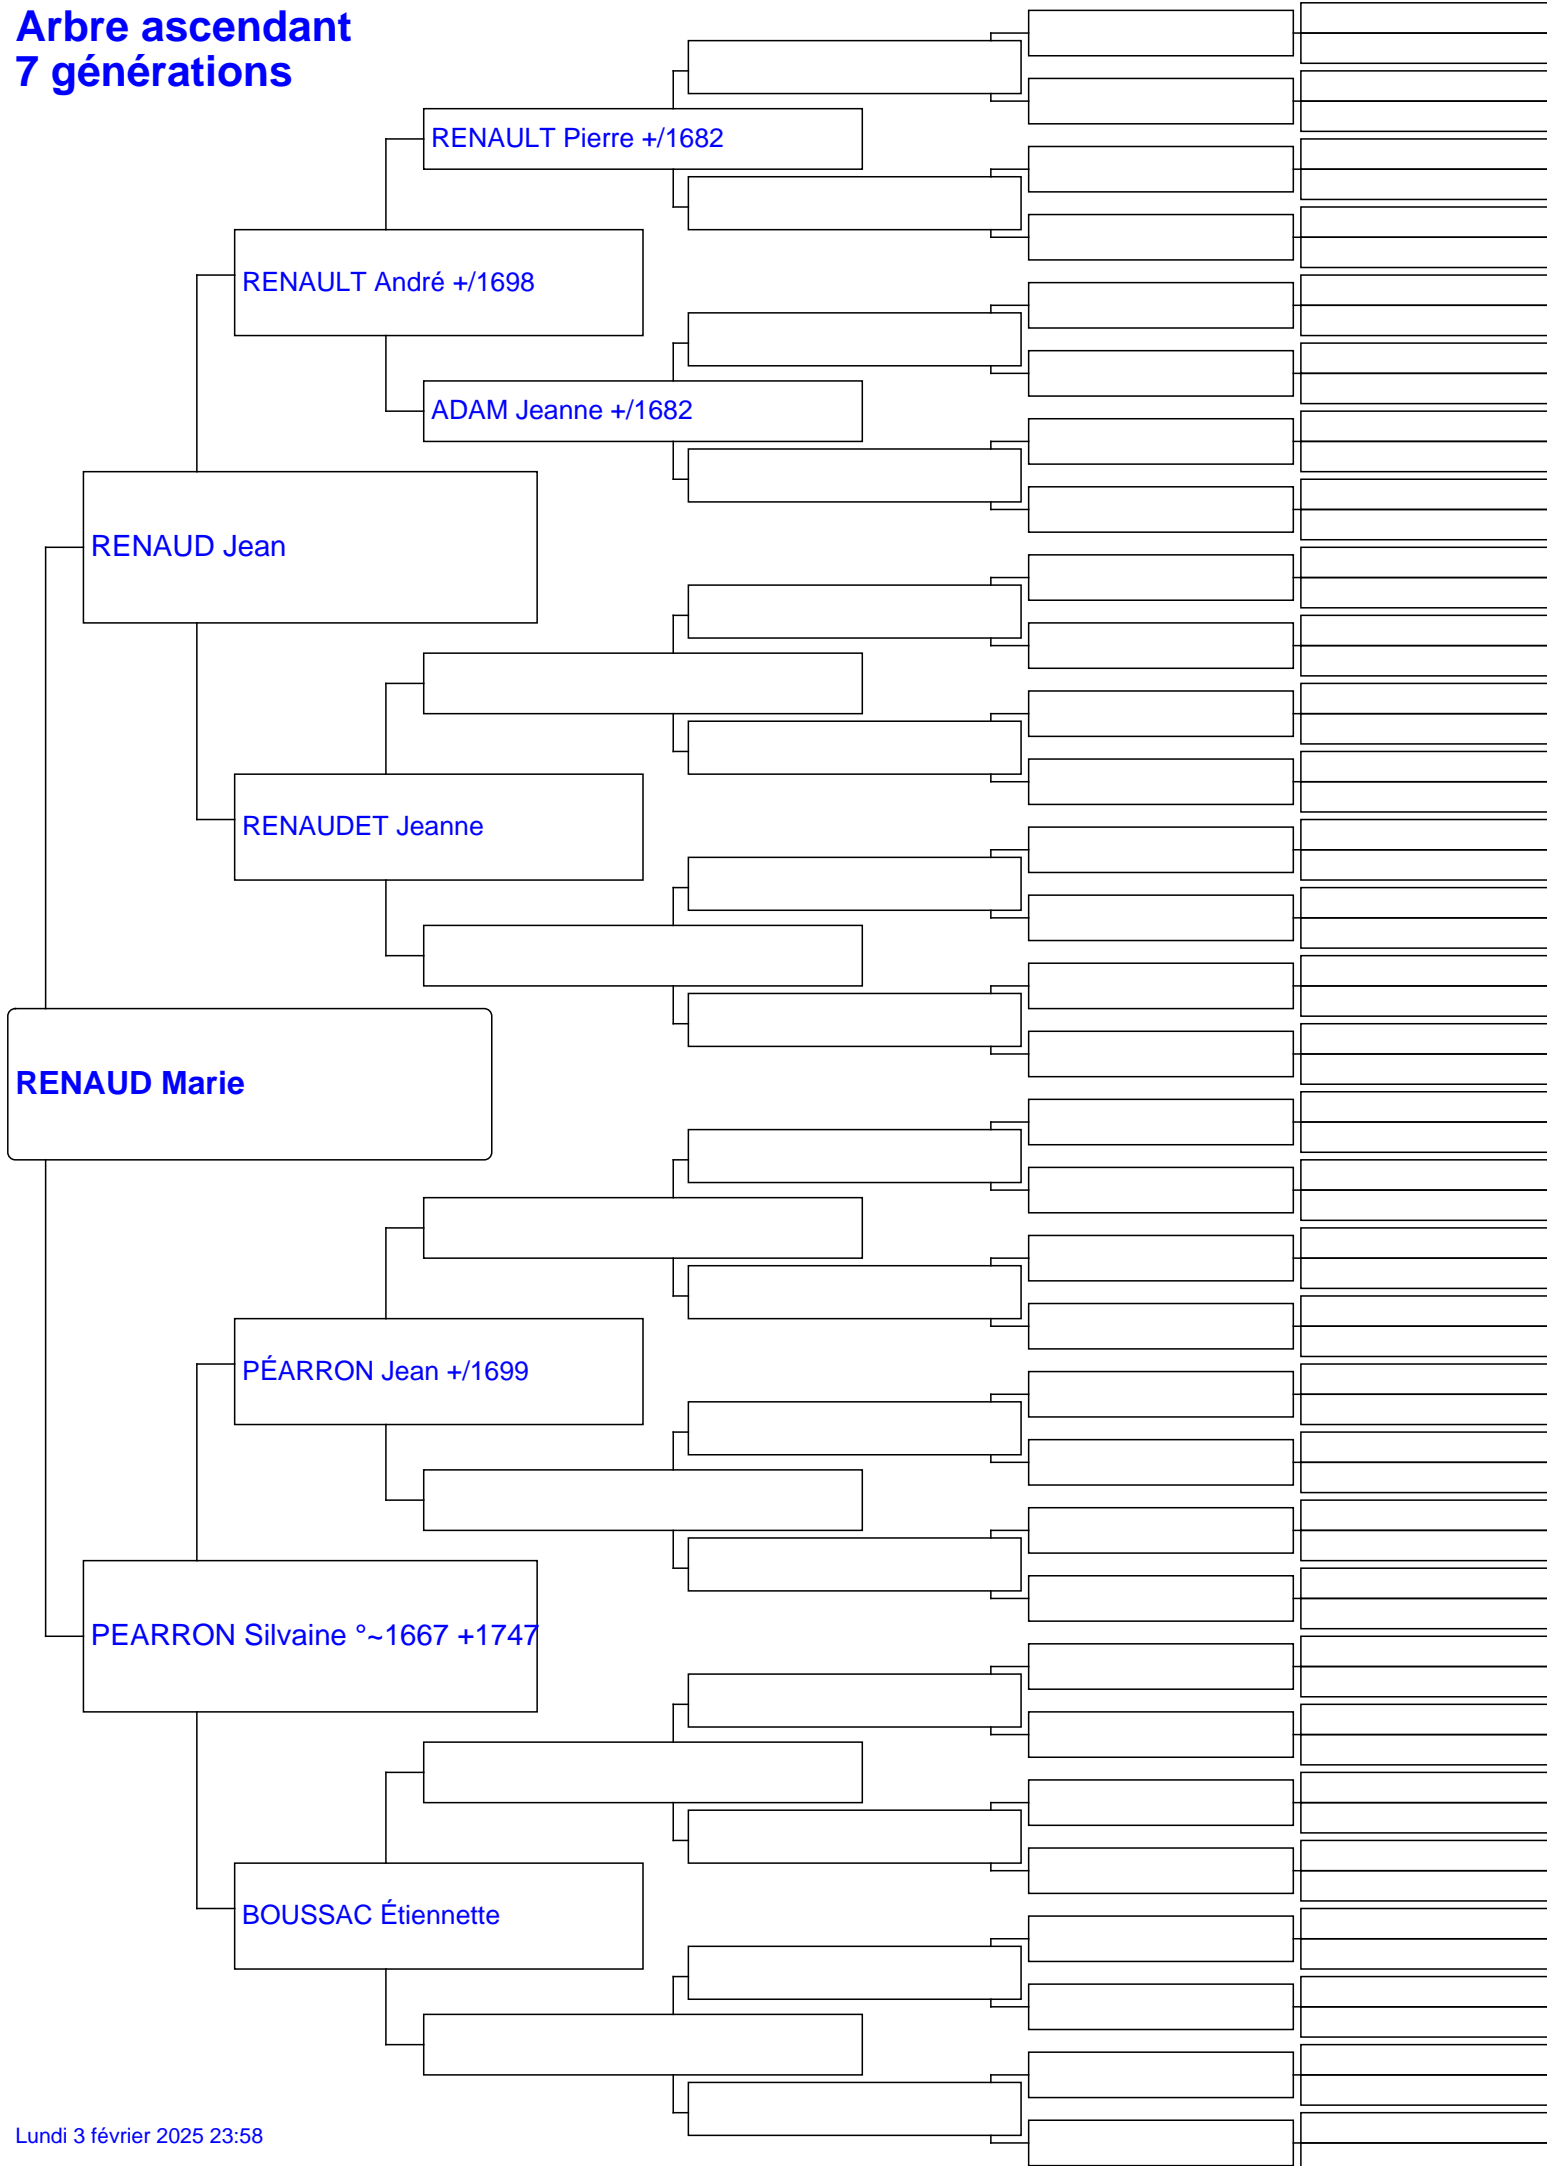 Arbre ascendant
7 générations
RENAULT Pierre +/1682
RENAULT André +/1698
ADAM Jeanne +/1682
RENAUD Jean
RENAUDET Jeanne
RENAUD Marie
PÉARRON Jean +/1699
PEARRON Silvaine °~1667 +1747
BOUSSAC Étiennette
Lundi 3 février 2025 23:58